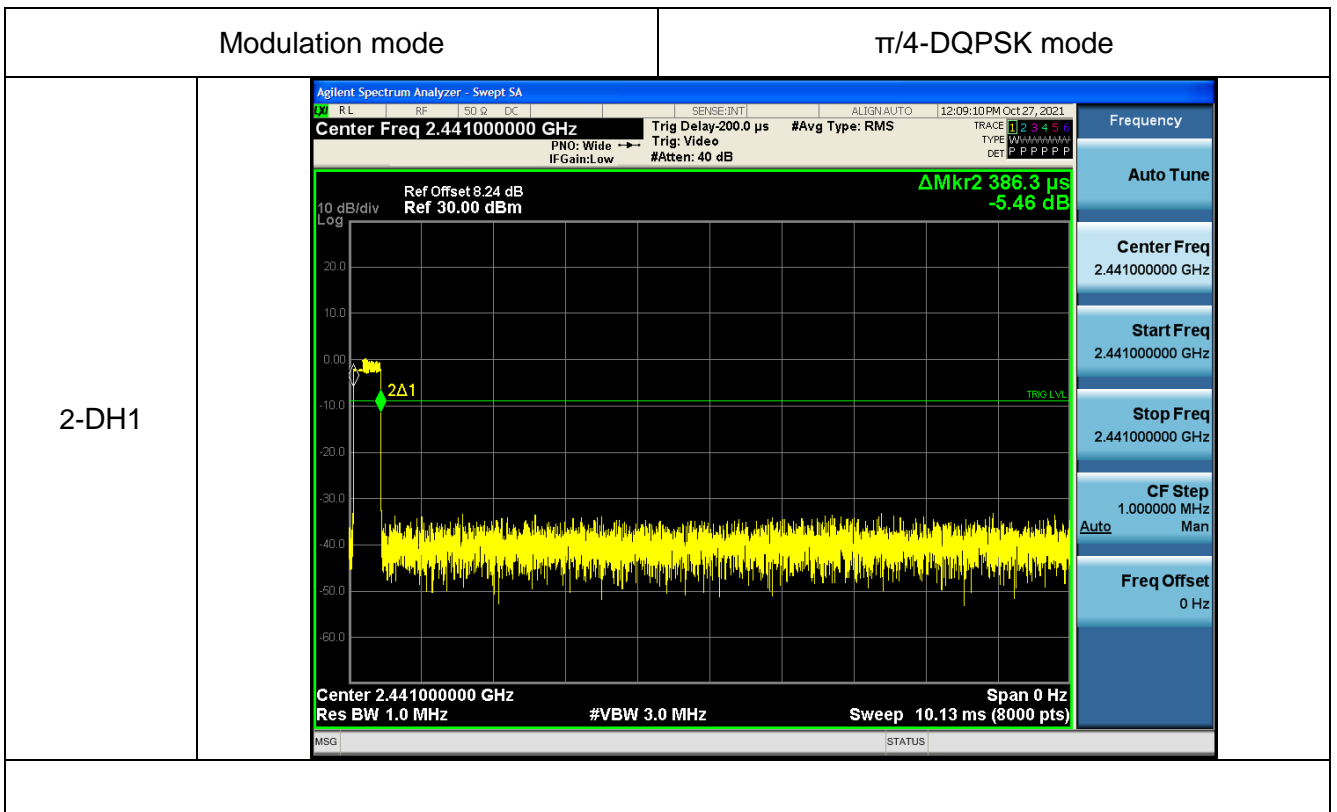 Modulation mode
π/4-DQPSK mode
2-DH1
Agilent Spectrum Analyzer - Swept SA
LXI RL RF 50 Ω DC SENSE:INT ALIGN AUTO 12:09:10 PM Oct 27, 2021
Center Freq 2.441000000 GHz
PNO: Wide
IFGain:Low
Trig Delay-200.0 µs
Trig: Video
#Atten: 40 dB
#Avg Type: RMS
TRACE 1 2 3 4 5 6
TYPE WWWWWW
DET P P P P P P
ΔMkr2 386.3 µs
-5.46 dB
Ref Offset 8.24 dB
10 dB/div Ref 30.00 dBm
Log
20.0
10.0
0.00
-10.0
-20.0
-30.0
-40.0
-50.0
-60.0
2Δ1
TRIG LVL
Center 2.441000000 GHz Span 0 Hz
Res BW 1.0 MHz #VBW 3.0 MHz Sweep 10.13 ms (8000 pts)
MSG STATUS
Frequency
Auto Tune
Center Freq
2.441000000 GHz
Start Freq
2.441000000 GHz
Stop Freq
2.441000000 GHz
CF Step
1.000000 MHz
Auto Man
Freq Offset
0 Hz